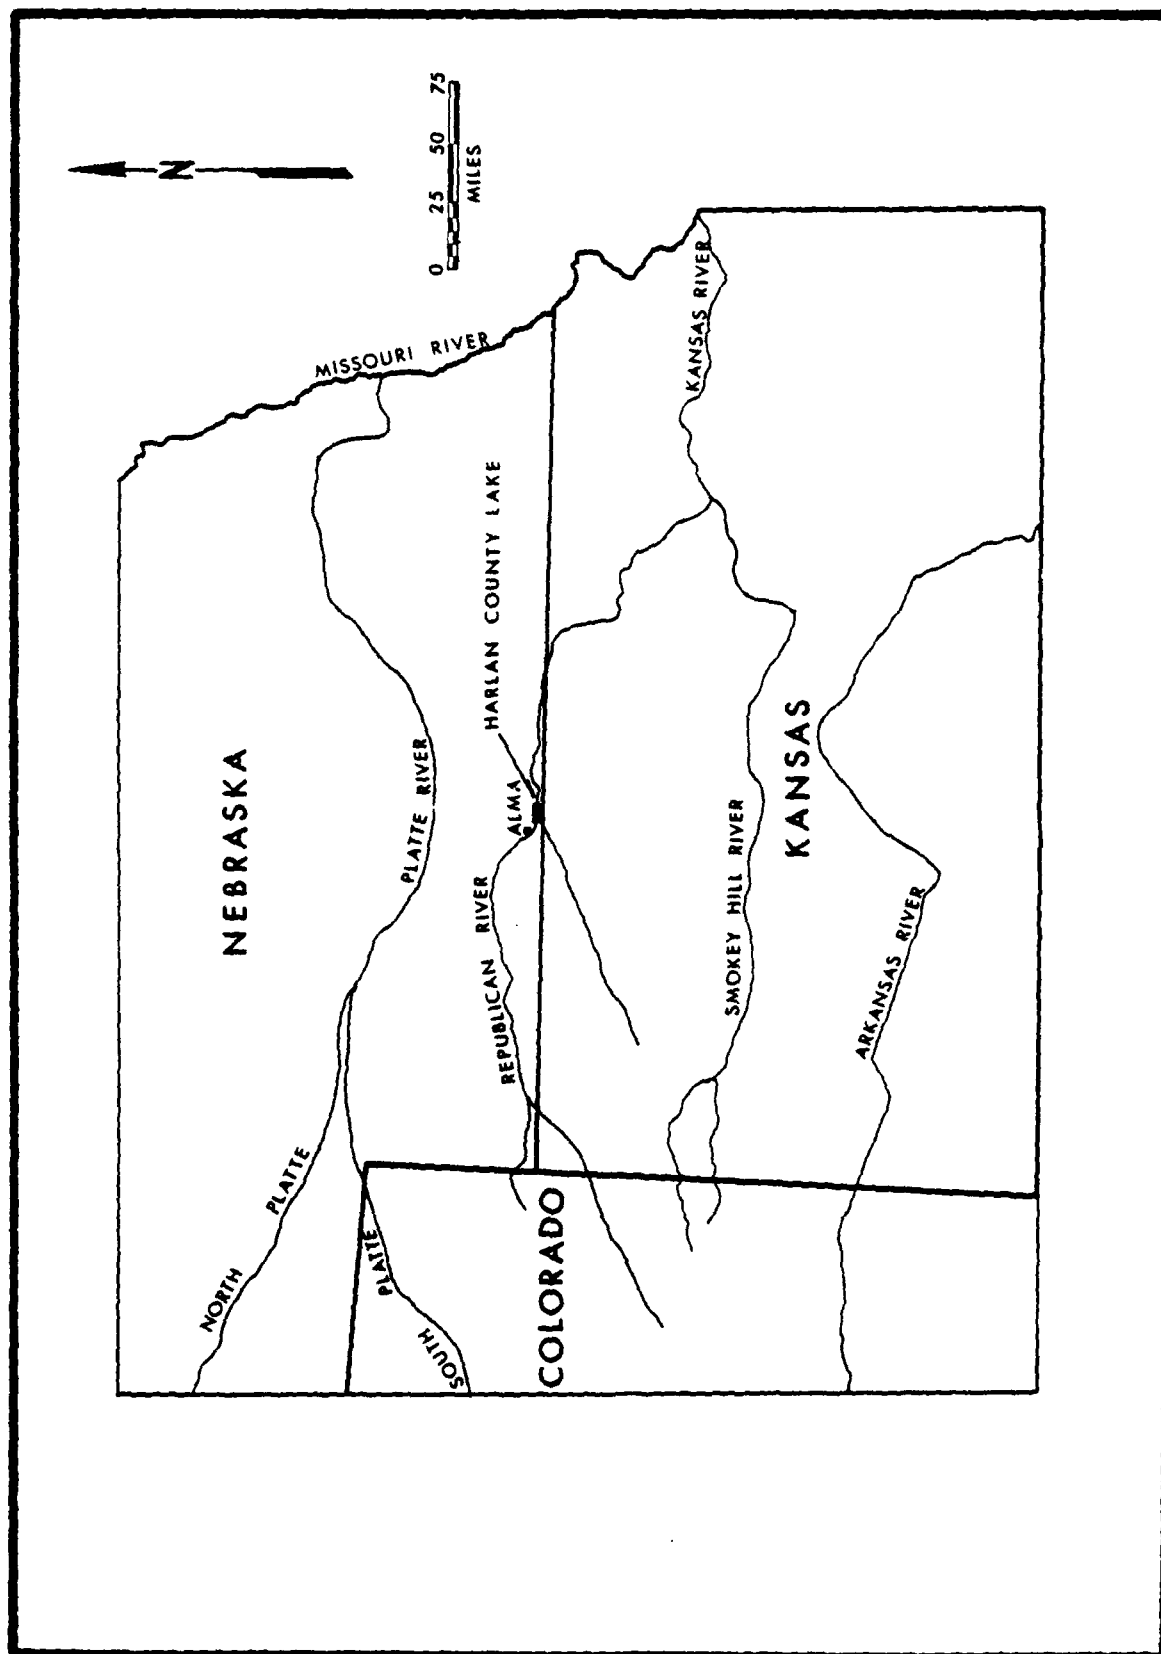 N
0 25 50 75
MILES
MISSOURI RIVER
NEBRASKA
NORTH PLATTE
PLATTE RIVER
SOUTH PLATTE
HARLAN COUNTY LAKE
ALMA
REPUBLICAN RIVER
COLORADO
KANSAS RIVER
SMOKEY HILL RIVER
KANSAS
ARKANSAS RIVER